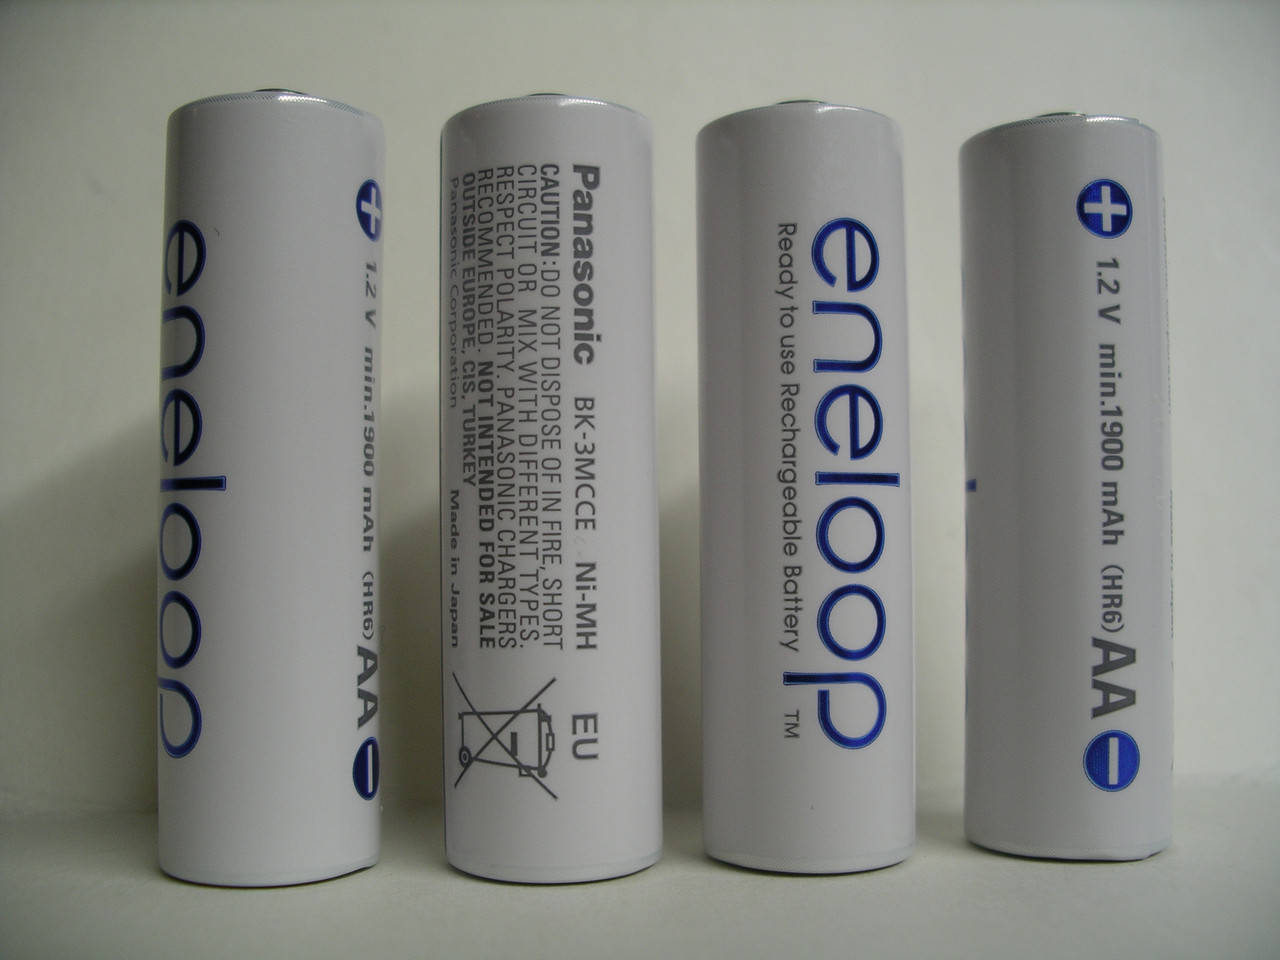 eneloop
+ 1.2 V min.1900 mAh (HR6) AA -
Panasonic BK-3MCCE Ni-MH EU
CAUTION:DO NOT DISPOSE OF IN FIRE, SHORT
CIRCUIT OR MIX WITH DIFFERENT TYPES.
RESPECT POLARITY. PANASONIC CHARGERS
RECOMMENDED. NOT INTENDED FOR SALE
OUTSIDE EUROPE, CIS, TURKEY
Panasonic Corporation Made in Japan
eneloop
Ready to use Rechargeable Battery TM
+ 1.2 V min.1900 mAh (HR6) AA -